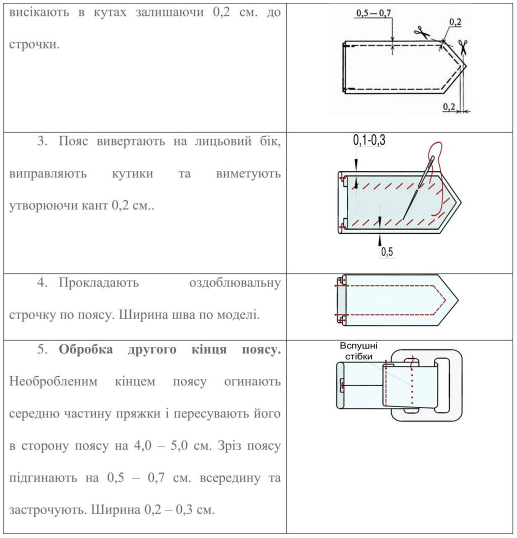 висікають в кутах залишаючи 0,2 см. до
строчки.
0,5 – 0,7
0,2
0,2
3. Пояс вивертають на лицьовий бік,
виправляють кутики та виметують
утворюючи кант 0,2 см..
0,1-0,3
0,5
4. Прокладають оздоблювальну
строчку по поясу. Ширина шва по моделі.
5. Обробка другого кінця поясу.
Необробленим кінцем поясу огинають
середню частину пряжки і пересувають його
в сторону поясу на 4,0 – 5,0 см. Зріз поясу
підгинають на 0,5 – 0,7 см. всередину та
застрочують. Ширина 0,2 – 0,3 см.
Вспушні
стібки